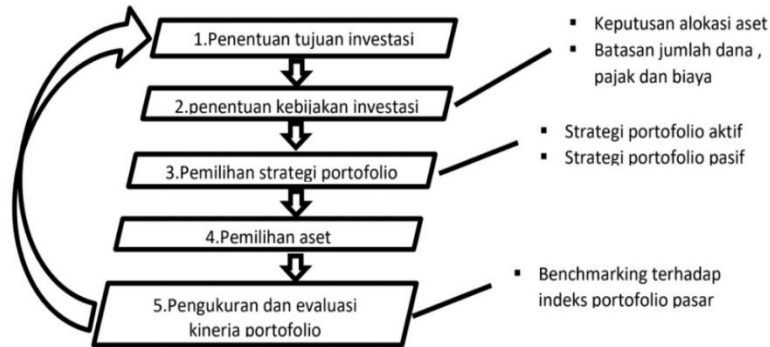 1.Penentuan tujuan investasi
▪ Keputusan alokasi aset
▪ Batasan jumlah dana ,
pajak dan biaya
2.penentuan kebijakan investasi
3.Pemilihan strategi portofolio
▪ Strategi portofolio aktif
▪ Strategi portofolio pasif
4.Pemilihan aset
5.Pengukuran dan evaluasi
kineria portofolio
▪ Benchmarking terhadap
indeks portofolio pasar